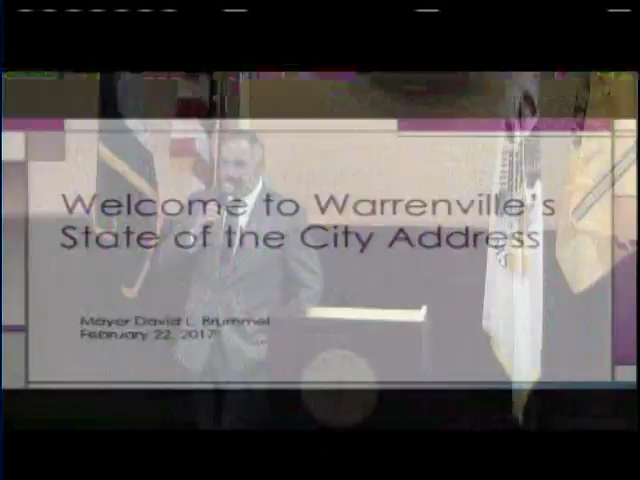 Welcome to Warrenville's
State of the City Address
Mayor David L. Brummel
February 22, 2017